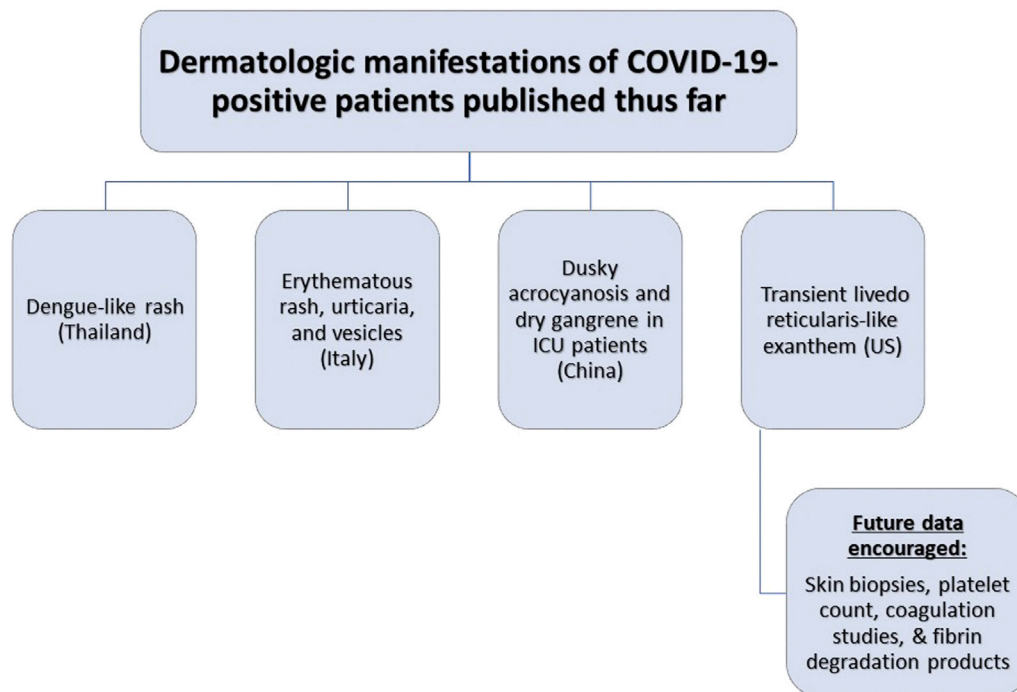 Dermatologic manifestations of COVID-19-
positive patients published thus far
Dengue-like rash
(Thailand)
Erythematous
rash, urticaria,
and vesicles
(Italy)
Dusky
acrocyanosis and
dry gangrene in
ICU patients
(China)
Transient livedo
reticularis-like
exanthem (US)
Future data
encouraged:
Skin biopsies, platelet
count, coagulation
studies, & fibrin
degradation products